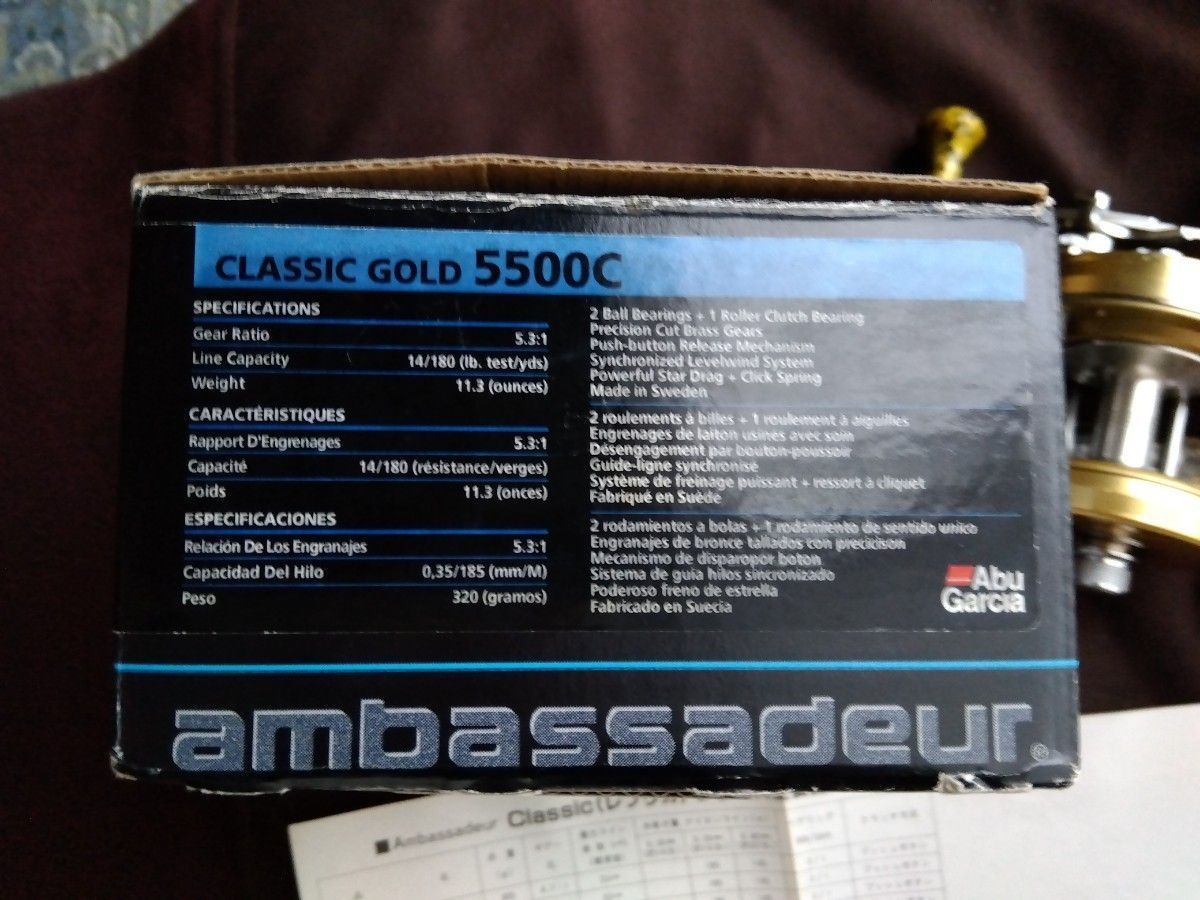 CLASSIC GOLD 5500C
SPECIFICATIONS
Gear Ratio 5.3:1
Line Capacity 14/180 (lb. test/yds)
Weight 11.3 (ounces)
CARACTÉRISTIQUES
Rapport D'Engrenages 5.3:1
Capacité 14/180 (résistance/verges)
Poids 11.3 (onces)
ESPECIFICACIONES
Relación De Los Engranajes 5.3:1
Capacidad Del Hilo 0,35/185 (mm/M)
Peso 320 (gramos)
2 Ball Bearings + 1 Roller Clutch Bearing
Precision Cut Brass Gears
Push-button Release Mechanism
Synchronized Levelwind System
Powerful Star Drag + Click Spring
Made in Sweden
2 roulements à billes + 1 roulement à aiguilles
Engrenages de laiton usines avec soin
Désengagement par bouton-poussoir
Guide-ligne synchronisé
Système de freinage puissant + ressort à cliquet
Fabriqué en Suède
2 rodamientos a bolas + 1 rodamiento de sentido unico
Engranajes de bronce tallados con precicison
Mecanismo de disparopor boton
Sistema de guia hilos sincronizado
Poderoso freno de estrella
Fabricado en Suecia
Abu
Garcia
ambassadeur®
■Ambassadeur Classic